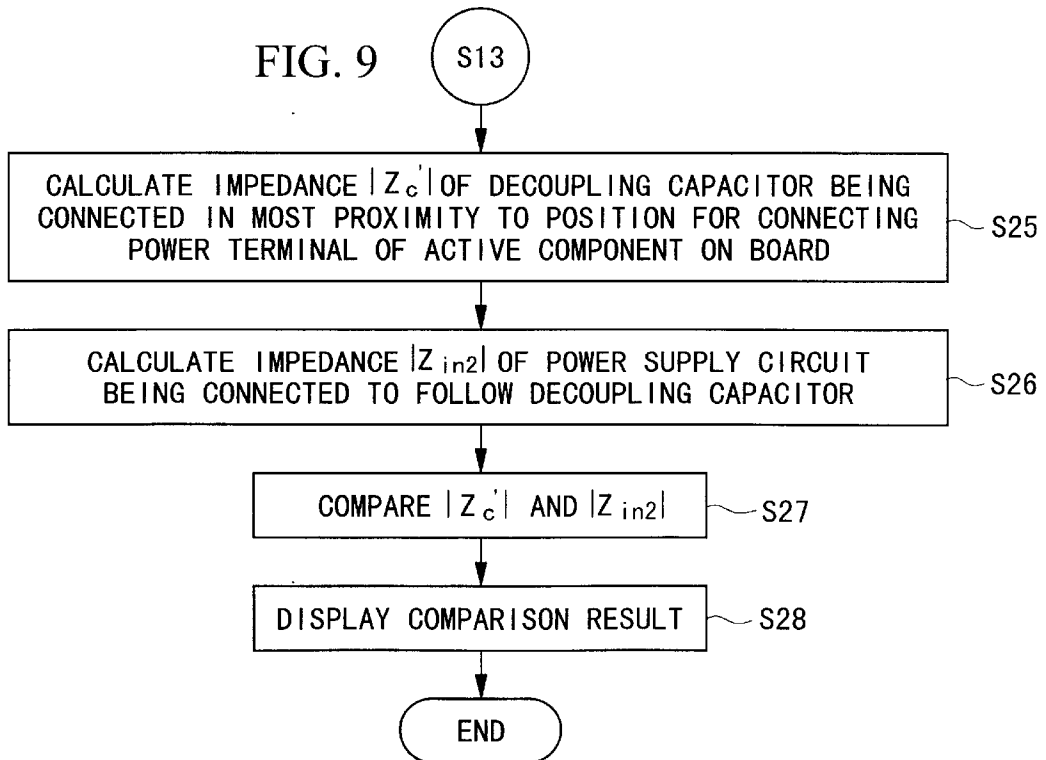 FIG. 9
S13
CALCULATE IMPEDANCE |Zc'| OF DECOUPLING CAPACITOR BEING
CONNECTED IN MOST PROXIMITY TO POSITION FOR CONNECTING
POWER TERMINAL OF ACTIVE COMPONENT ON BOARD
S25
CALCULATE IMPEDANCE |Zin2| OF POWER SUPPLY CIRCUIT
BEING CONNECTED TO FOLLOW DECOUPLING CAPACITOR
S26
COMPARE |Zc'| AND |Zin2|
S27
DISPLAY COMPARISON RESULT
S28
END